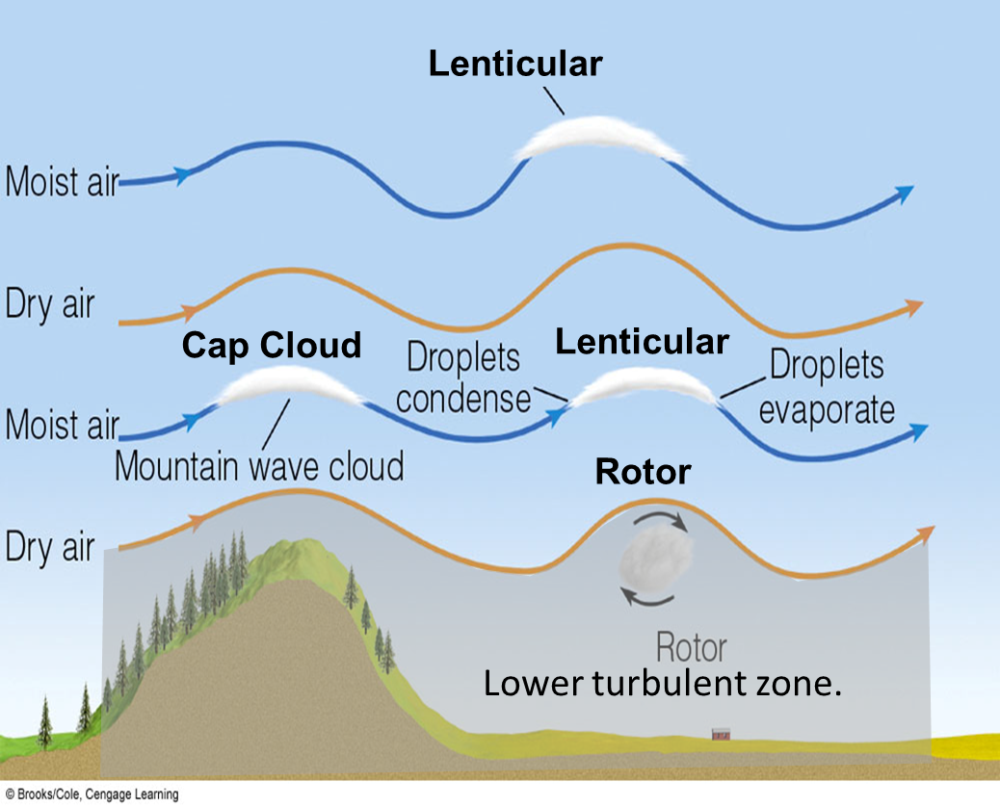 Lenticular
Moist air
Dry air
Cap Cloud
Droplets
condense
Lenticular
Droplets
evaporate
Moist air
Mountain wave cloud
Rotor
Dry air
Rotor
Lower turbulent zone.
© Brooks/Cole, Cengage Learning